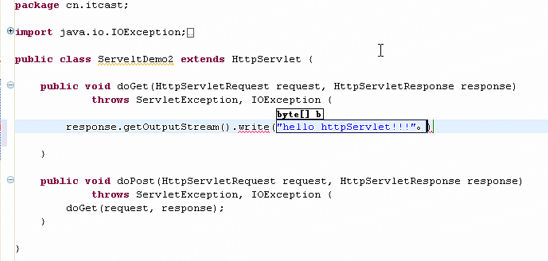 package cn.itcast;
import java.io.IOException;
public class ServeltDemo2 extends HttpServlet {
public void doGet(HttpServletRequest request, HttpServletResponse response)
throws ServletException, IOException {
byte[] b
response.getOutputStream().write("hello httpServlet!!!"。)
}
public void doPost(HttpServletRequest request, HttpServletResponse response)
throws ServletException, IOException {
doGet(request, response);
}
}